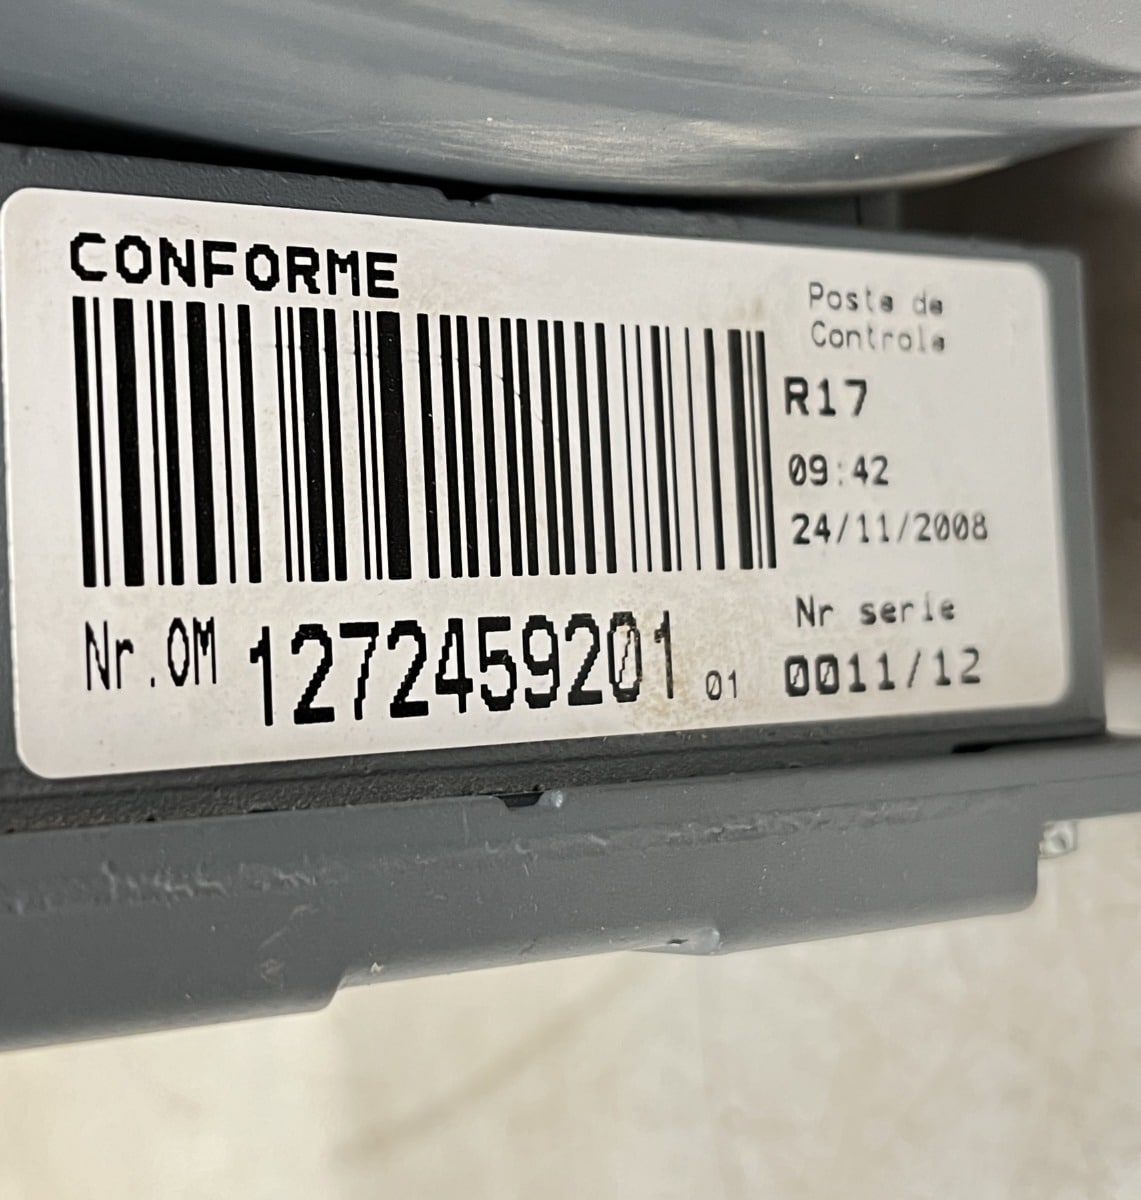 CONFORME
Poste de
Controle
R17
09:42
24/11/2008
Nr.OM 1272459201 01
Nr serie
0011/12